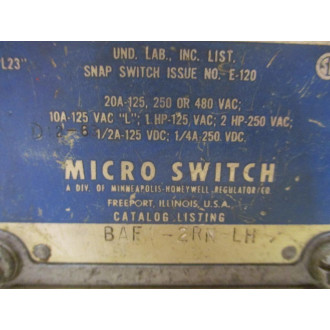 L23"
UND. LAB., INC. LIST.
SNAP SWITCH ISSUE NO. E-120
20A-125, 250 OR 480 VAC;
10A-125 VAC "L"; 1 HP-125 VAC; 2 HP-250 VAC;
1/2A-125 VDC; 1/4A-250 VDC.
MICRO SWITCH
A DIV. OF MINNEAPOLIS-HONEYWELL REGULATOR CO
FREEPORT, ILLINOIS, U.S.A.
CATALOG LISTING
-2RN-LH